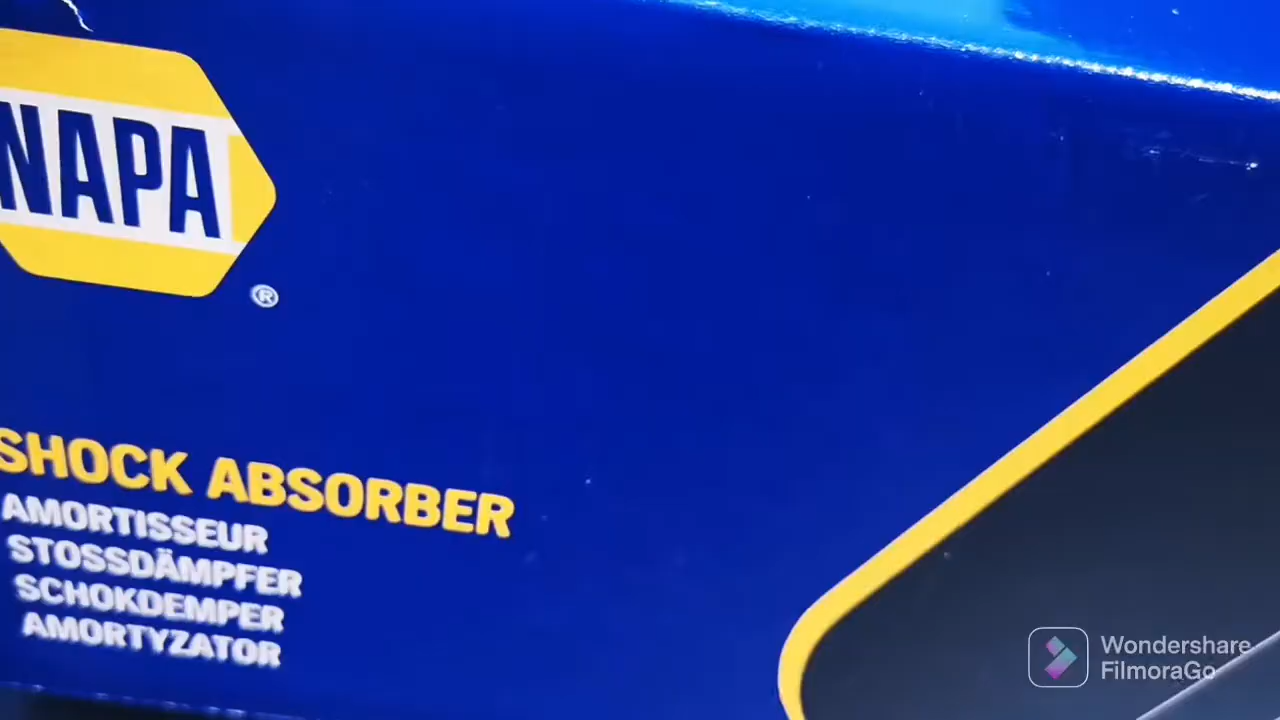 NAPA
®
SHOCK ABSORBER
AMORTISSEUR
STOSSDÄMPFER
SCHOKDEMPER
AMORTYZATOR
Wondershare
FilmoraGo